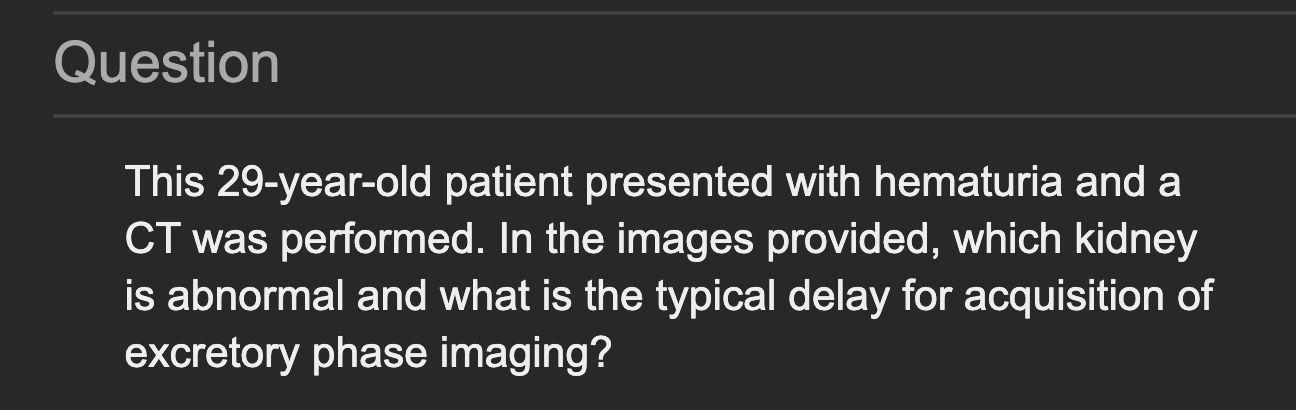 Question
This 29-year-old patient presented with hematuria and a
CT was performed. In the images provided, which kidney
is abnormal and what is the typical delay for acquisition of
excretory phase imaging?